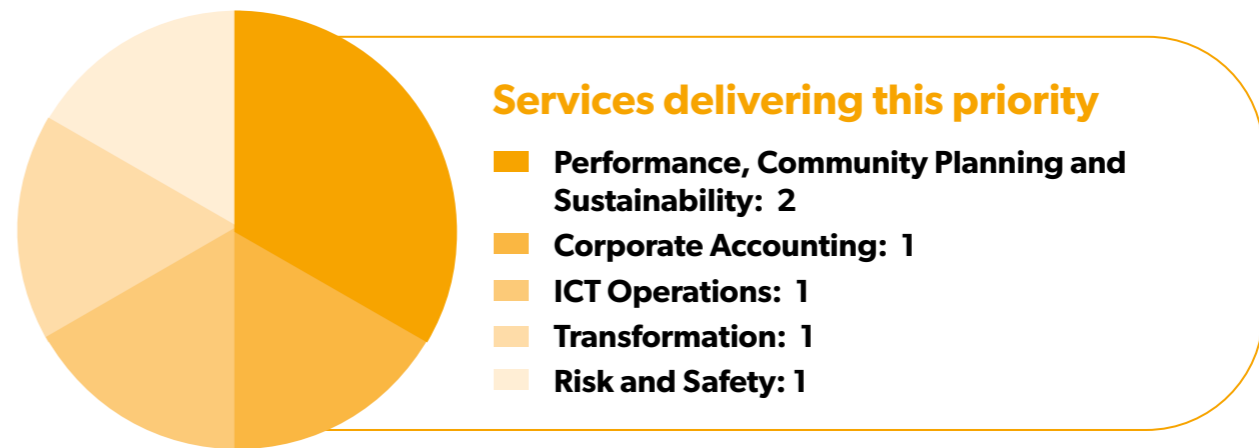 Services delivering this priority
Performance, Community Planning and
Sustainability: 2
Corporate Accounting: 1
ICT Operations: 1
Transformation: 1
Risk and Safety: 1